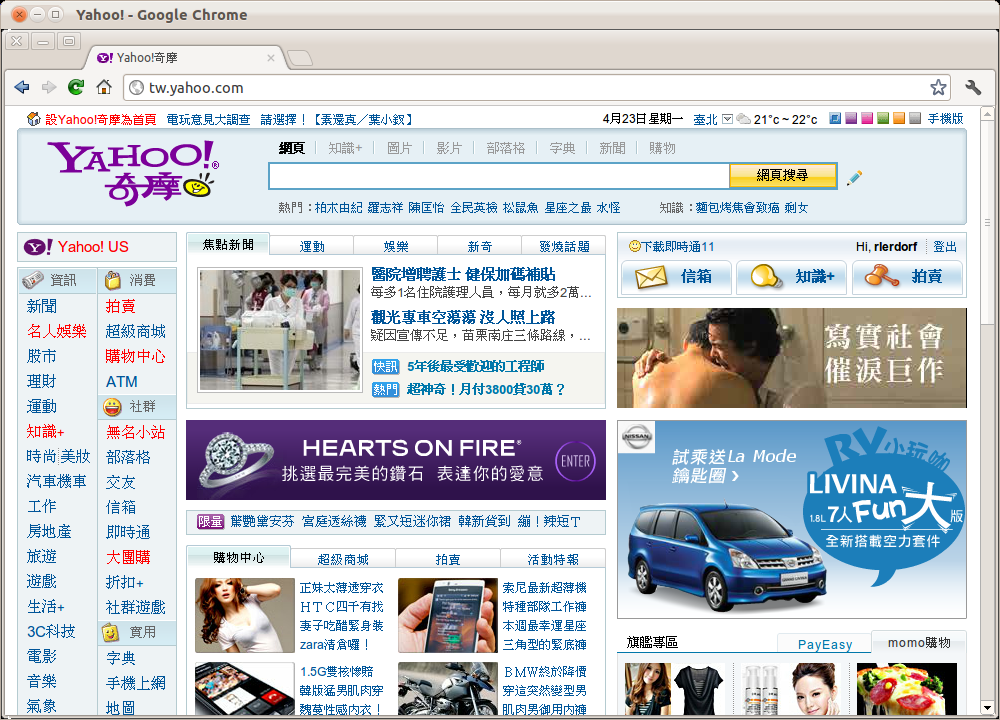 Yahoo! - Google Chrome
Yahoo!奇摩
tw.yahoo.com
設Yahoo!奇摩為首頁 電玩意見大調查 請選擇！【素還真／葉小釵】
4月23日 星期一 臺北 21°c ~ 22°c 手機版
YAHOO!® 奇摩
網頁 知識+ 圖片 影片 部落格 字典 新聞 購物
網頁搜尋
熱門：柏木由紀 羅志祥 陳匡怡 全民英檢 松鼠魚 星座之最 水怪
知識：麵包烤焦會致癌 剩女
Y! Yahoo! US
資訊
新聞
名人娛樂
股市
理財
運動
知識+
時尚 美妝
汽車機車
工作
房地產
旅遊
遊戲
生活+
3C科技
電影
音樂
氣象
消費
拍賣
超級商城
購物中心
ATM
社群
無名小站
部落格
交友
信箱
即時通
大團購
折扣+
社群遊戲
實用
字典
手機上網
地圖
焦點新聞 運動 娛樂 新奇 發燒話題
醫院增聘護士 健保加碼補貼
每多1名住院護理人員，每月就多2萬...
觀光專車空蕩蕩 沒人照上路
疑因宣傳不足，苗栗南庄三條路線，...
快訊 5年後最受歡迎的工程師
熱門 超神奇！月付3800貸30萬？
HEARTS ON FIRE®
挑選最完美的鑽石 表達你的愛意
ENTER
限量 葉艷黛安芬 宮庭透絲襪 緊又短迷你裙 韓新貨到 繃！辣短T
購物中心 超級商城 拍賣 活動特報
正妹太薄透穿衣
ＨＴＣ四千有找
妻子吃醋緊身衣
zara清倉囉！
索尼最新超薄機
特種部隊工作褲
本週最幸運星座
三角型的緊底褲
1.5G雙核慘賠
韓版猛男肌肉穿
魏蔓性感內衣！
ＢＭＷ終於降價
穿這突然變型男
肌肉男御用內褲
下載即時通11
Hi, rlerdorf 登出
信箱 知識+ 拍賣
寫實社會
催淚巨作
NISSAN
試乘送La Mode
鑰匙圈 ›
RV小玩咖
LIVINA
1.8L 7人Fun大版
全新搭載空力套件
旗艦專區 PayEasy momo購物